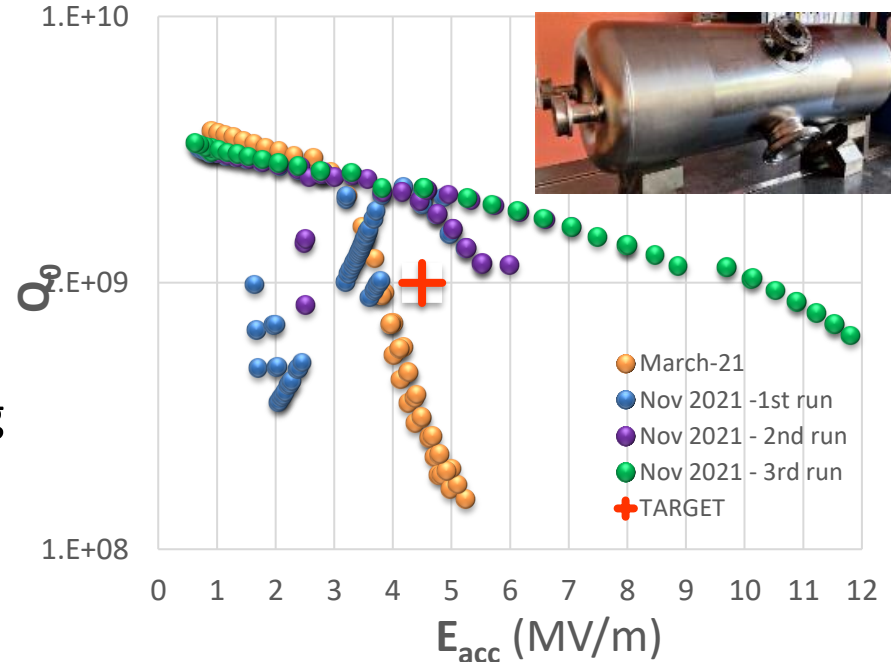 1.E+10
Q0
1.E+09
1.E+08
g
March-21
Nov 2021 -1st run
Nov 2021 - 2nd run
Nov 2021 - 3rd run
TARGET
0 1 2 3 4 5 6 7 8 9 10 11 12
Eacc (MV/m)